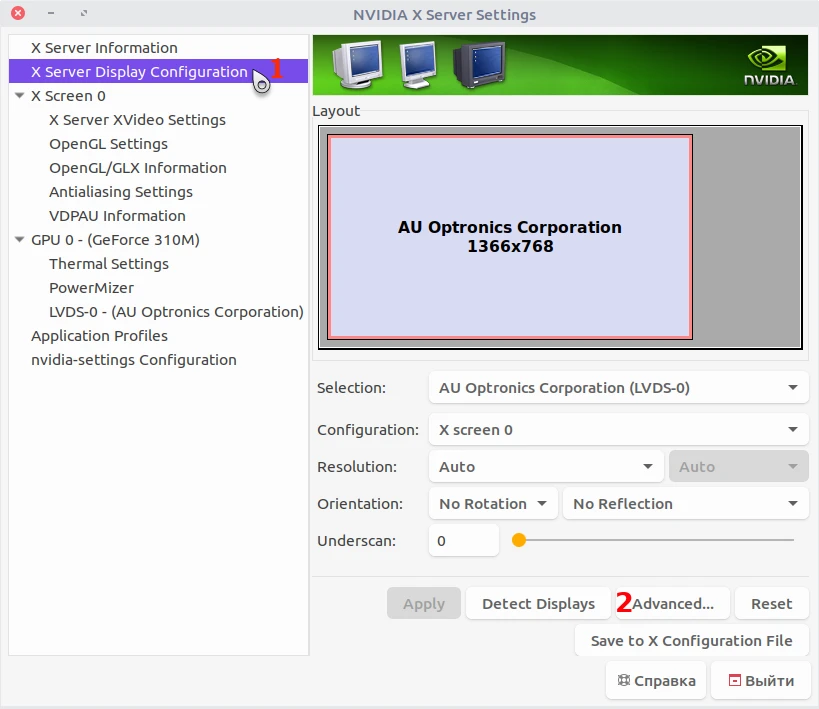 NVIDIA X Server Settings
X Server Information
X Server Display Configuration 1
X Screen 0
X Server XVideo Settings
OpenGL Settings
OpenGL/GLX Information
Antialiasing Settings
VDPAU Information
GPU 0 - (GeForce 310M)
Thermal Settings
PowerMizer
LVDS-0 - (AU Optronics Corporation)
Application Profiles
nvidia-settings Configuration
NVIDIA
Layout
AU Optronics Corporation
1366x768
Selection: AU Optronics Corporation (LVDS-0)
Configuration: X screen 0
Resolution: Auto Auto
Orientation: No Rotation No Reflection
Underscan: 0
Apply Detect Displays 2 Advanced... Reset
Save to X Configuration File
Справка Выйти